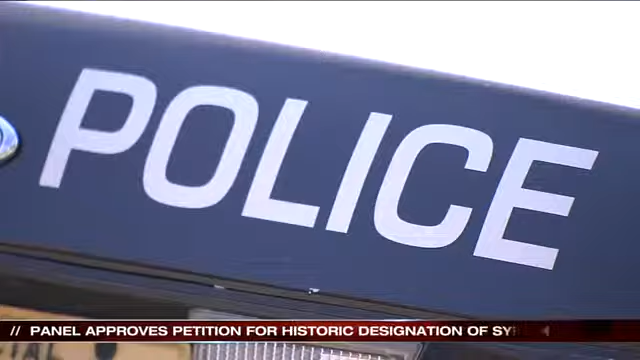 POLICE
// PANEL APPROVES PETITION FOR HISTORIC DESIGNATION OF